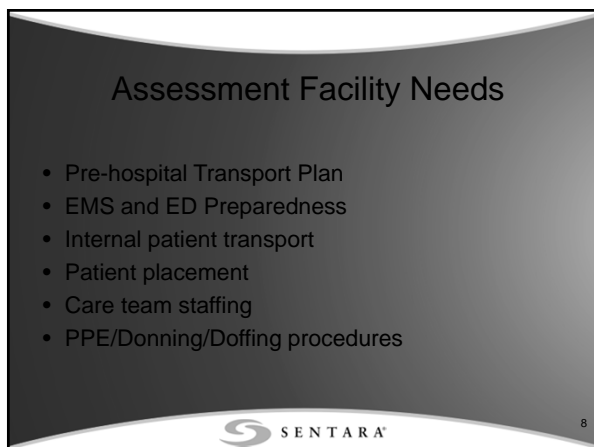 Assessment Facility Needs
• Pre-hospital Transport Plan
• EMS and ED Preparedness
• Internal patient transport
• Patient placement
• Care team staffing
• PPE/Donning/Doffing procedures
SENTARA®
8